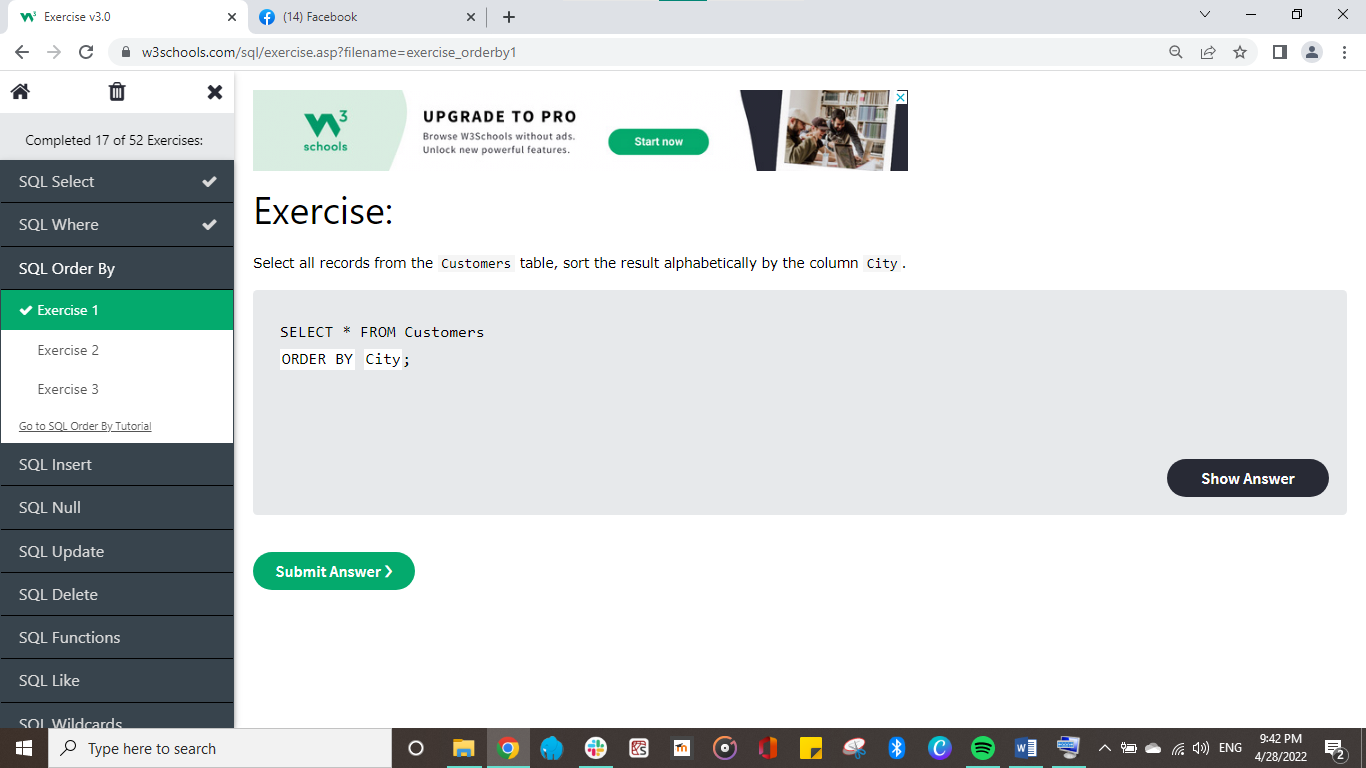 Exercise v3.0
(14) Facebook
w3schools.com/sql/exercise.asp?filename=exercise_orderby1
Completed 17 of 52 Exercises:
SQL Select
SQL Where
SQL Order By
Exercise 1
Exercise 2
Exercise 3
Go to SQL Order By Tutorial
SQL Insert
SQL Null
SQL Update
SQL Delete
SQL Functions
SQL Like
SQL Wildcards
W3
schools
UPGRADE TO PRO
Browse W3Schools without ads.
Unlock new powerful features.
Start now
Exercise:
Select all records from the Customers table, sort the result alphabetically by the column City.
SELECT * FROM Customers
ORDER BY City;
Show Answer
Submit Answer ❯
Type here to search
ENG
9:42 PM
4/28/2022
2